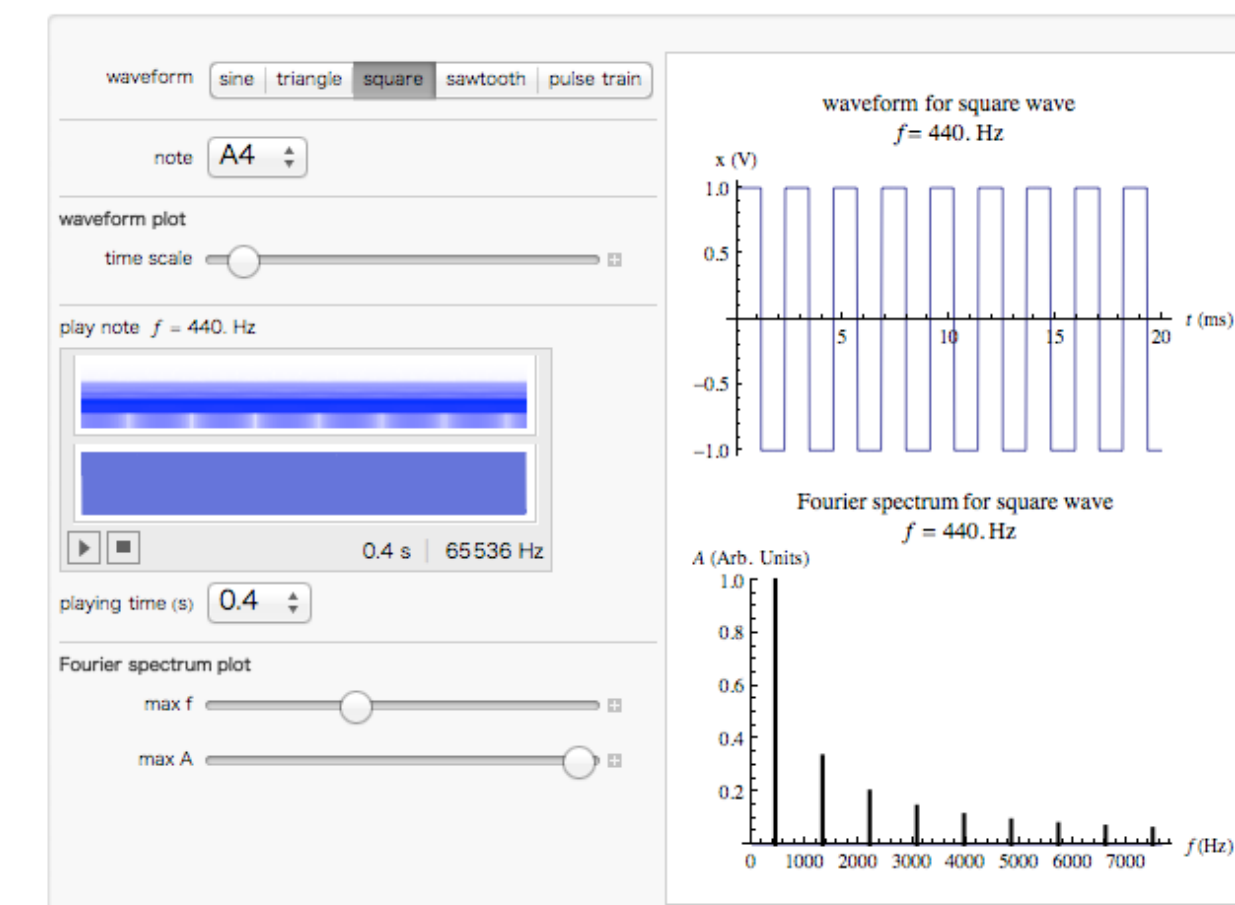 waveform sine triangle square sawtooth pulse train
note A4
waveform plot
time scale
play note f = 440. Hz
0.4 s 65536 Hz
playing time (s) 0.4
Fourier spectrum plot
max f
max A
waveform for square wave
f= 440. Hz
x (V)
1.0
0.5
5 10 15 20 t (ms)
−0.5
−1.0
Fourier spectrum for square wave
f = 440. Hz
A (Arb. Units)
1.0
0.8
0.6
0.4
0.2
0 1000 2000 3000 4000 5000 6000 7000 f (Hz)